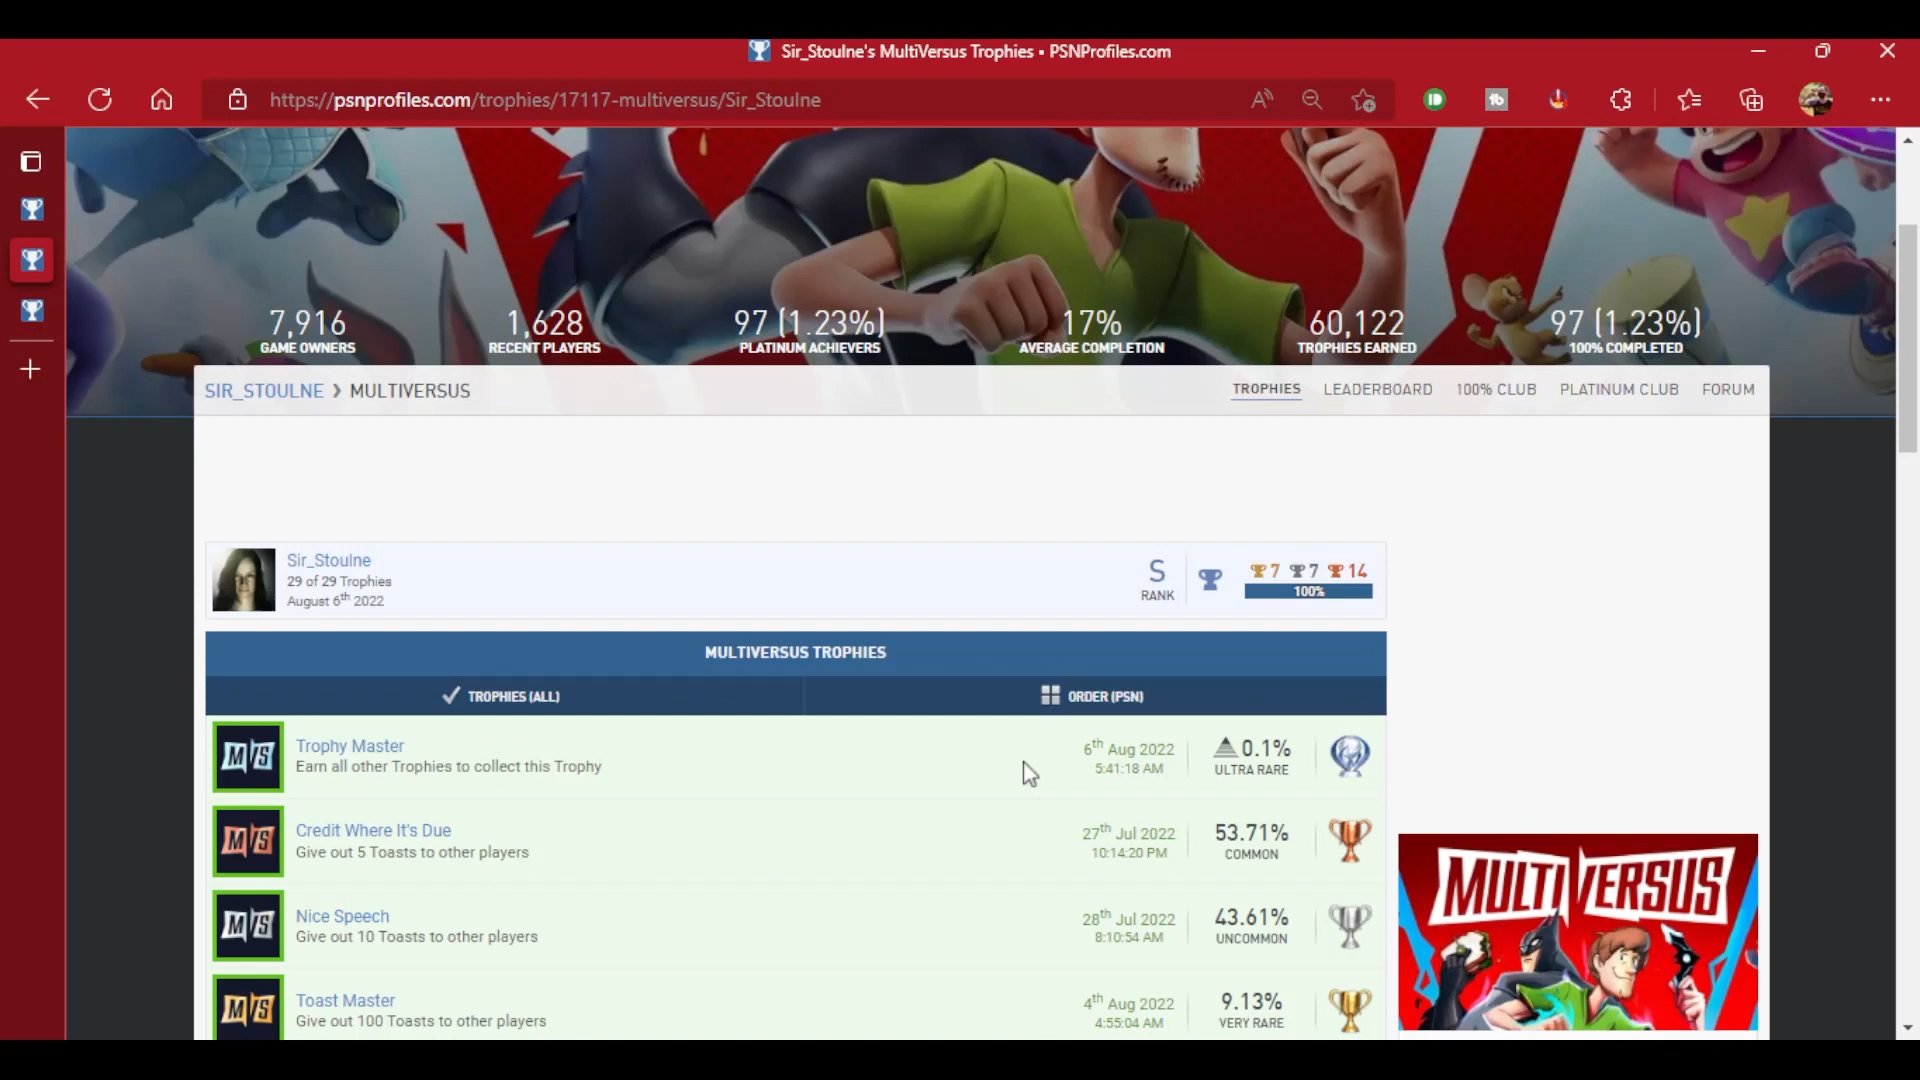 Sir_Stoulne's MultiVersus Trophies • PSNProfiles.com
https://psnprofiles.com/trophies/17117-multiversus/Sir_Stoulne
7,916
GAME OWNERS
1,628
RECENT PLAYERS
97 (1.23%)
PLATINUM ACHIEVERS
17%
AVERAGE COMPLETION
60,122
TROPHIES EARNED
97 (1.23%)
100% COMPLETED
SIR_STOULNE › MULTIVERSUS
TROPHIES LEADERBOARD 100% CLUB PLATINUM CLUB FORUM
Sir_Stoulne
29 of 29 Trophies
August 6th 2022
S
RANK
7 7 14
100%
MULTIVERSUS TROPHIES
TROPHIES (ALL)
ORDER (PSN)
M/S
Trophy Master
Earn all other Trophies to collect this Trophy
6th Aug 2022
5:41:18 AM
0.1%
ULTRA RARE
M/S
Credit Where It's Due
Give out 5 Toasts to other players
27th Jul 2022
10:14:20 PM
53.71%
COMMON
M/S
Nice Speech
Give out 10 Toasts to other players
28th Jul 2022
8:10:54 AM
43.61%
UNCOMMON
M/S
Toast Master
Give out 100 Toasts to other players
4th Aug 2022
4:55:04 AM
9.13%
VERY RARE
MULTIVERSUS